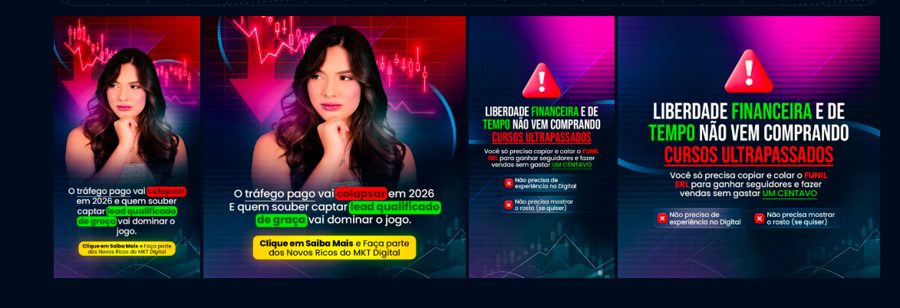 O tráfego pago vai colapsar
em 2026 e quem souber
captar lead qualificado
de graça vai dominar o
jogo.
Clique em Saiba Mais e Faça parte
dos Novos Ricos do MKT Digital
O tráfego pago vai colapsar em 2026
E quem souber captar lead qualificado
de graça vai dominar o jogo.
Clique em Saiba Mais e Faça parte
dos Novos Ricos do MKT Digital
!
LIBERDADE FINANCEIRA E DE
TEMPO NÃO VEM COMPRANDO
CURSOS ULTRAPASSADOS
Você só precisa copiar e colar o FUNIL
ERL para ganhar seguidores e fazer
vendas sem gastar UM CENTAVO
Não precisa de
experiência no Digital
Não precisa mostrar
o rosto (se quiser)
!
LIBERDADE FINANCEIRA E DE
TEMPO NÃO VEM COMPRANDO
CURSOS ULTRAPASSADOS
Você só precisa copiar e colar o FUNIL
ERL para ganhar seguidores e fazer
vendas sem gastar UM CENTAVO
Não precisa de
experiência no Digital
Não precisa mostrar
o rosto (se quiser)